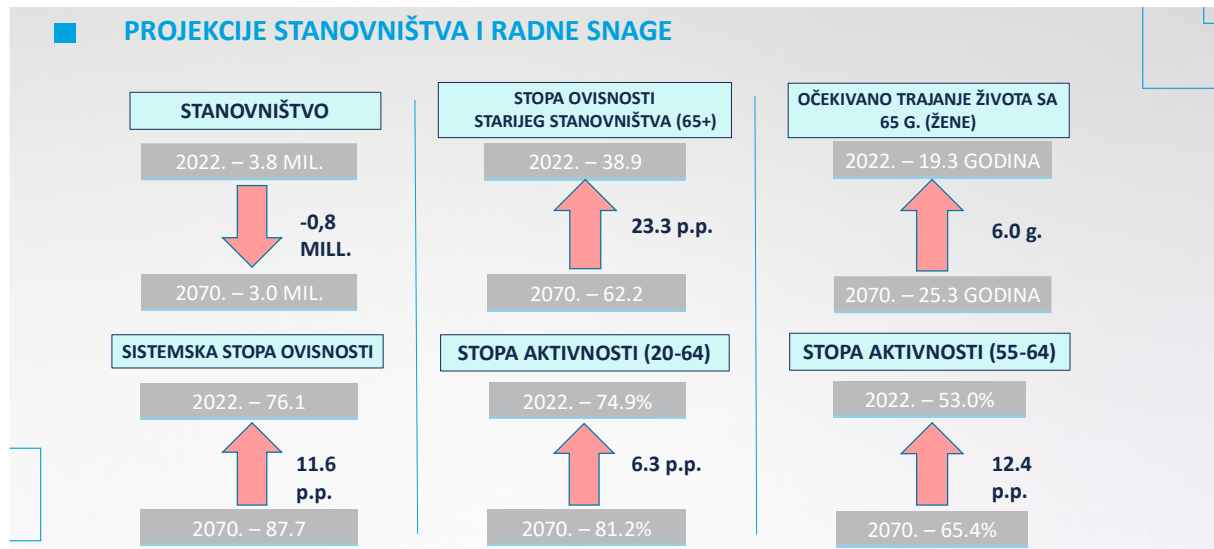 PROJEKCIJE STANOVNIŠTVA I RADNE SNAGE
STANOVNIŠTVO
2022. – 3.8 MIL.
-0,8
MILL.
2070. – 3.0 MIL.
STOPA OVISNOSTI
STARIJEG STANOVNIŠTVA (65+)
2022. – 38.9
23.3 p.p.
2070. – 62.2
OČEKIVANO TRAJANJE ŽIVOTA SA
65 G. (ŽENE)
2022. – 19.3 GODINA
6.0 g.
2070. – 25.3 GODINA
SISTEMSKA STOPA OVISNOSTI
2022. – 76.1
11.6
p.p.
2070. – 87.7
STOPA AKTIVNOSTI (20-64)
2022. – 74.9%
6.3 p.p.
2070. – 81.2%
STOPA AKTIVNOSTI (55-64)
2022. – 53.0%
12.4
p.p.
2070. – 65.4%